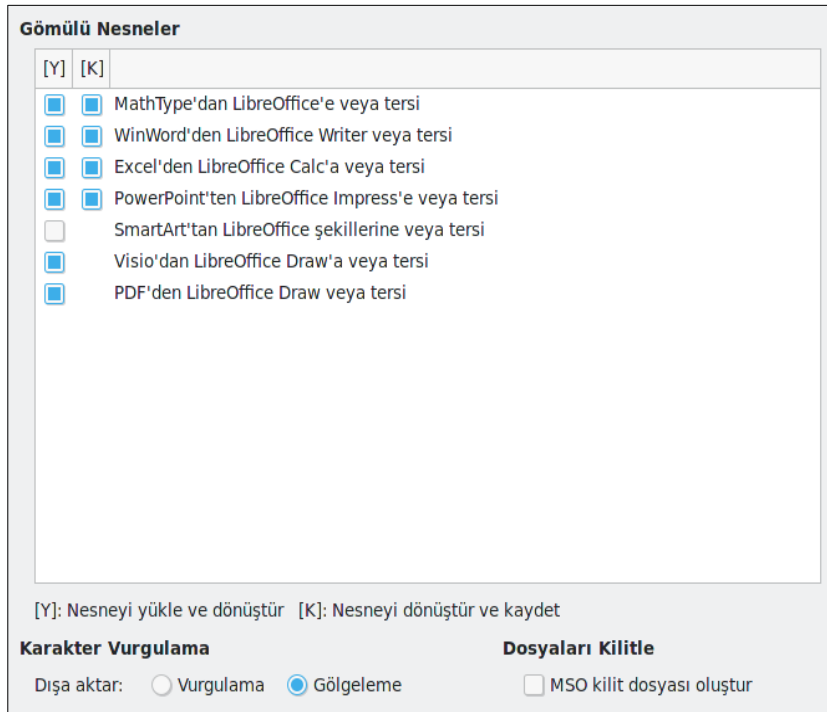 Gömülü Nesneler
[Y] [K]
MathType'dan LibreOffice'e veya tersi
WinWord'den LibreOffice Writer veya tersi
Excel'den LibreOffice Calc'a veya tersi
PowerPoint'ten LibreOffice Impress'e veya tersi
SmartArt'tan LibreOffice şekillerine veya tersi
Visio'dan LibreOffice Draw'a veya tersi
PDF'den LibreOffice Draw veya tersi
[Y]: Nesneyi yükle ve dönüştür [K]: Nesneyi dönüştür ve kaydet
Karakter Vurgulama Dosyaları Kilitle
Dışa aktar: Vurgulama Gölgeleme MSO kilit dosyası oluştur